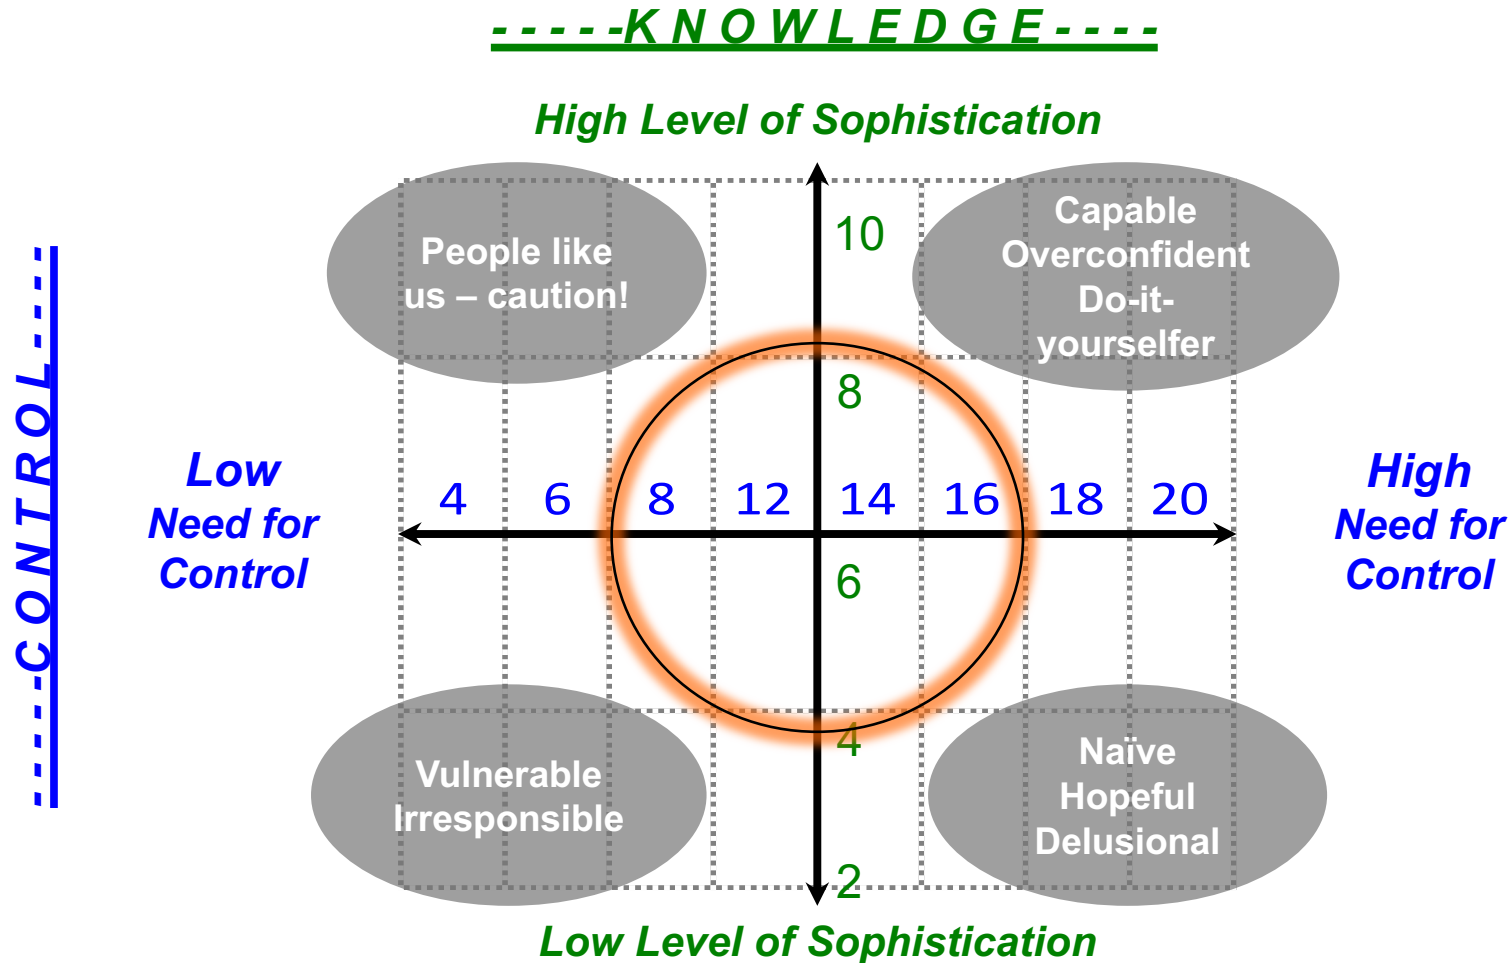 - - - - -K N O W L E D G E - - - -
High Level of Sophistication
People like
us – caution!
Capable
Overconfident
Do-it-
yourselfer
10
8
- - - - - -C O N T R O L - - - - -
Low
Need for
Control
4 6 8 12 14 16 18 20
High
Need for
Control
6
4
Vulnerable
Irresponsible
Naïve
Hopeful
Delusional
2
Low Level of Sophistication